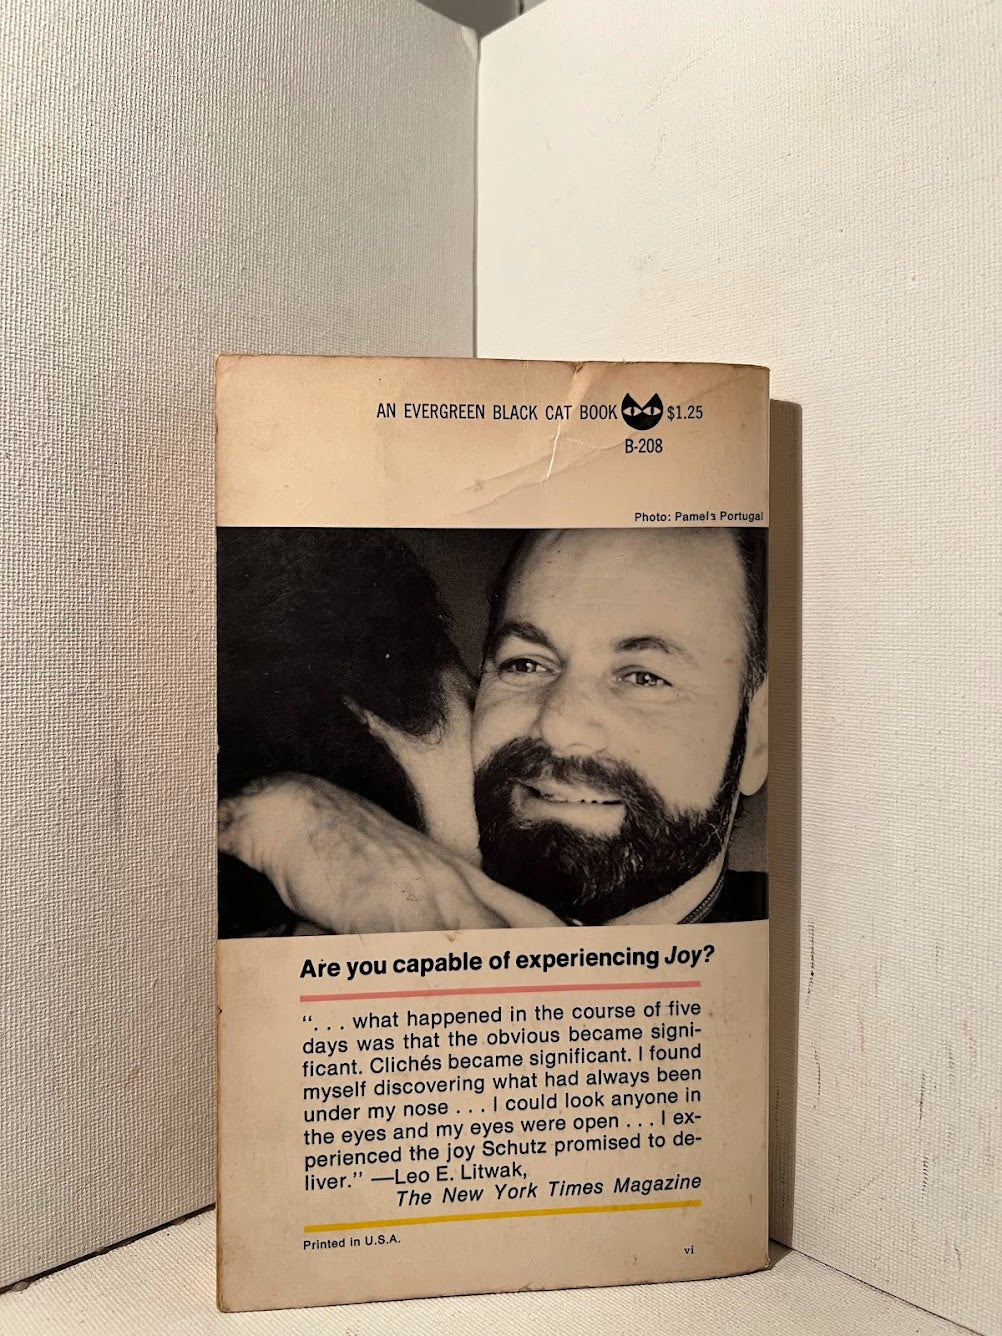 AN EVERGREEN BLACK CAT BOOK $1.25
B-208
Photo: Pamela Portugal
Are you capable of experiencing Joy?
“. . . what happened in the course of five
days was that the obvious became signi-
ficant. Clichés became significant. I found
myself discovering what had always been
under my nose . . . I could look anyone in
the eyes and my eyes were open . . . I ex-
perienced the joy Schutz promised to de-
liver.” —Leo E. Litwak,
The New York Times Magazine
Printed in U.S.A.
vi